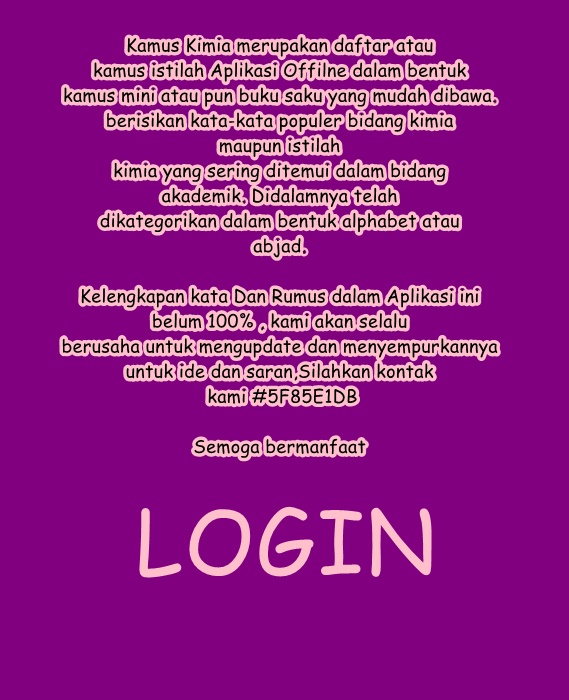 Kamus Kimia merupakan daftar atau
kamus istilah Aplikasi Offilne dalam bentuk
kamus mini atau pun buku saku yang mudah dibawa.
berisikan kata-kata populer bidang kimia
maupun istilah
kimia yang sering ditemui dalam bidang
akademik. Didalamnya telah
dikategorikan dalam bentuk alphabet atau
abjad.
Kelengkapan kata Dan Rumus dalam Aplikasi ini
belum 100% , kami akan selalu
berusaha untuk mengupdate dan menyempurkannya
untuk ide dan saran,Silahkan kontak
kami #5F85E1DB
Semoga bermanfaat
LOGIN